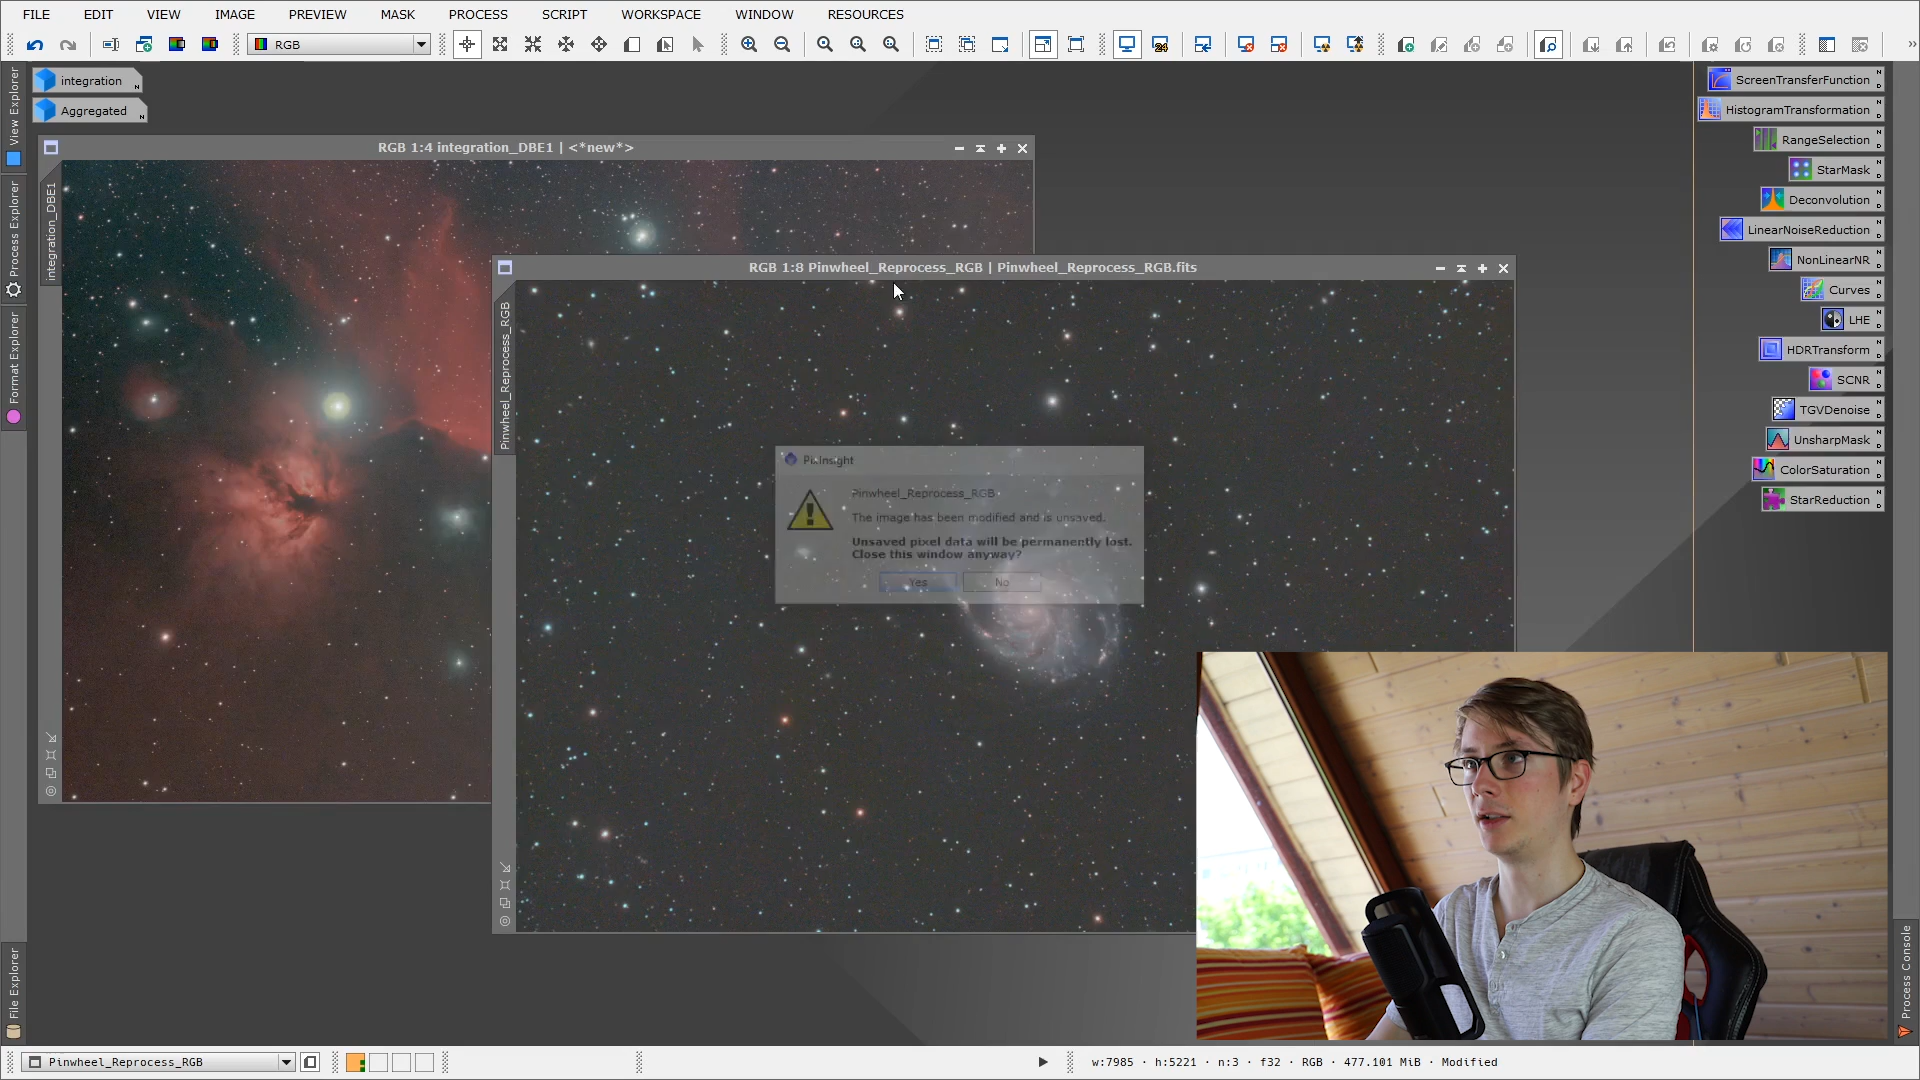 FILE EDIT VIEW IMAGE PREVIEW MASK PROCESS SCRIPT WORKSPACE WINDOW RESOURCES
RGB
24
View Explorer
Process Explorer
Format Explorer
File Explorer
integration N
Aggregated N
RGB 1:4 integration_DBE1 | <*new*>
integration_DBE1
RGB 1:8 Pinwheel_Reprocess_RGB | Pinwheel_Reprocess_RGB.fits
Pinwheel_Reprocess_RGB
PixInsight
Pinwheel_Reprocess_RGB
The image has been modified and is unsaved.
Unsaved pixel data will be permanently lost.
Close this window anyway?
Yes No
ScreenTransferFunction N D
HistogramTransformation N D
RangeSelection N D
StarMask N D
Deconvolution N D
LinearNoiseReduction N D
NonLinearNR N D
Curves N D
LHE N D
HDRTransform N D
SCNR N D
TGVDenoise N D
UnsharpMask N D
ColorSaturation N D
StarReduction N D
Process Console
Pinwheel_Reprocess_RGB
w:7985 · h:5221 · n:3 · f32 · RGB · 477.101 MiB · Modified